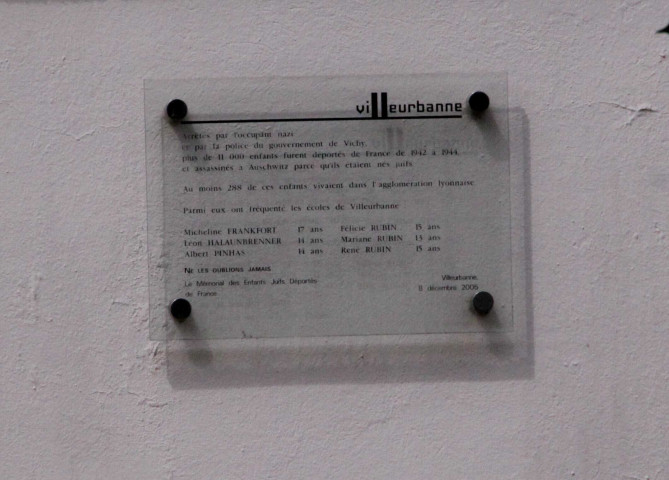 villeurbanne
Arrêtés par l'occupant nazi
et par la police du gouvernement de Vichy,
plus de 11 000 enfants furent déportés de France de 1942 à 1944,
et assassinés à Auschwitz parce qu'ils étaient nés juifs
Au moins 288 de ces enfants vivaient dans l'agglomération lyonnaise
Parmi eux ont fréquenté les écoles de Villeurbanne
Micheline FRANKFORT 17 ans Félicie RUBIN 15 ans
Léon HALAUNBRENNER 14 ans Mariane RUBIN 13 ans
Albert PINHAS 14 ans René RUBIN 15 ans
NE LES OUBLIONS JAMAIS
Le Mémorial des Enfants Juifs Déportés
de France
Villeurbanne,
8 décembre 2006